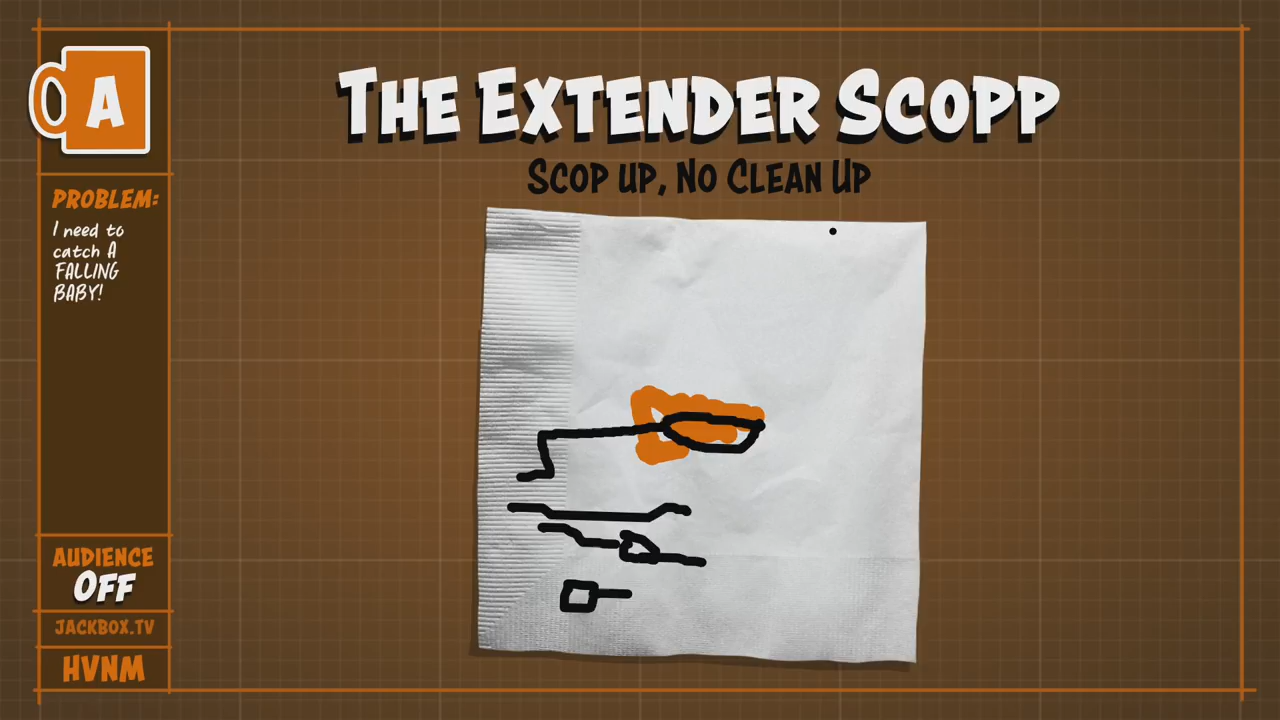 A
THE EXTENDER SCOPP
SCOP UP, NO CLEAN UP
PROBLEM:
I need to
catch A
FALLING
BABY!
AUDIENCE
OFF
JACKBOX.TV
HVNM